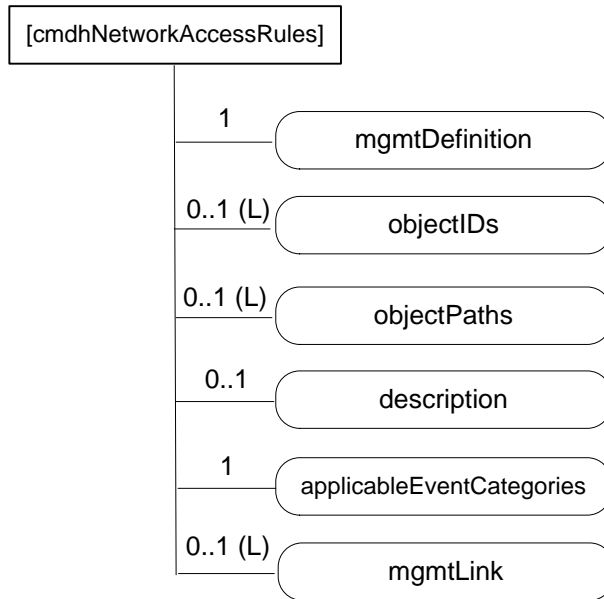 [cmdhNetworkAccessRules]
1
mgmtDefinition
0..1 (L)
objectIDs
0..1 (L)
objectPaths
0..1
description
1
applicableEventCategories
0..1 (L)
mgmtLink